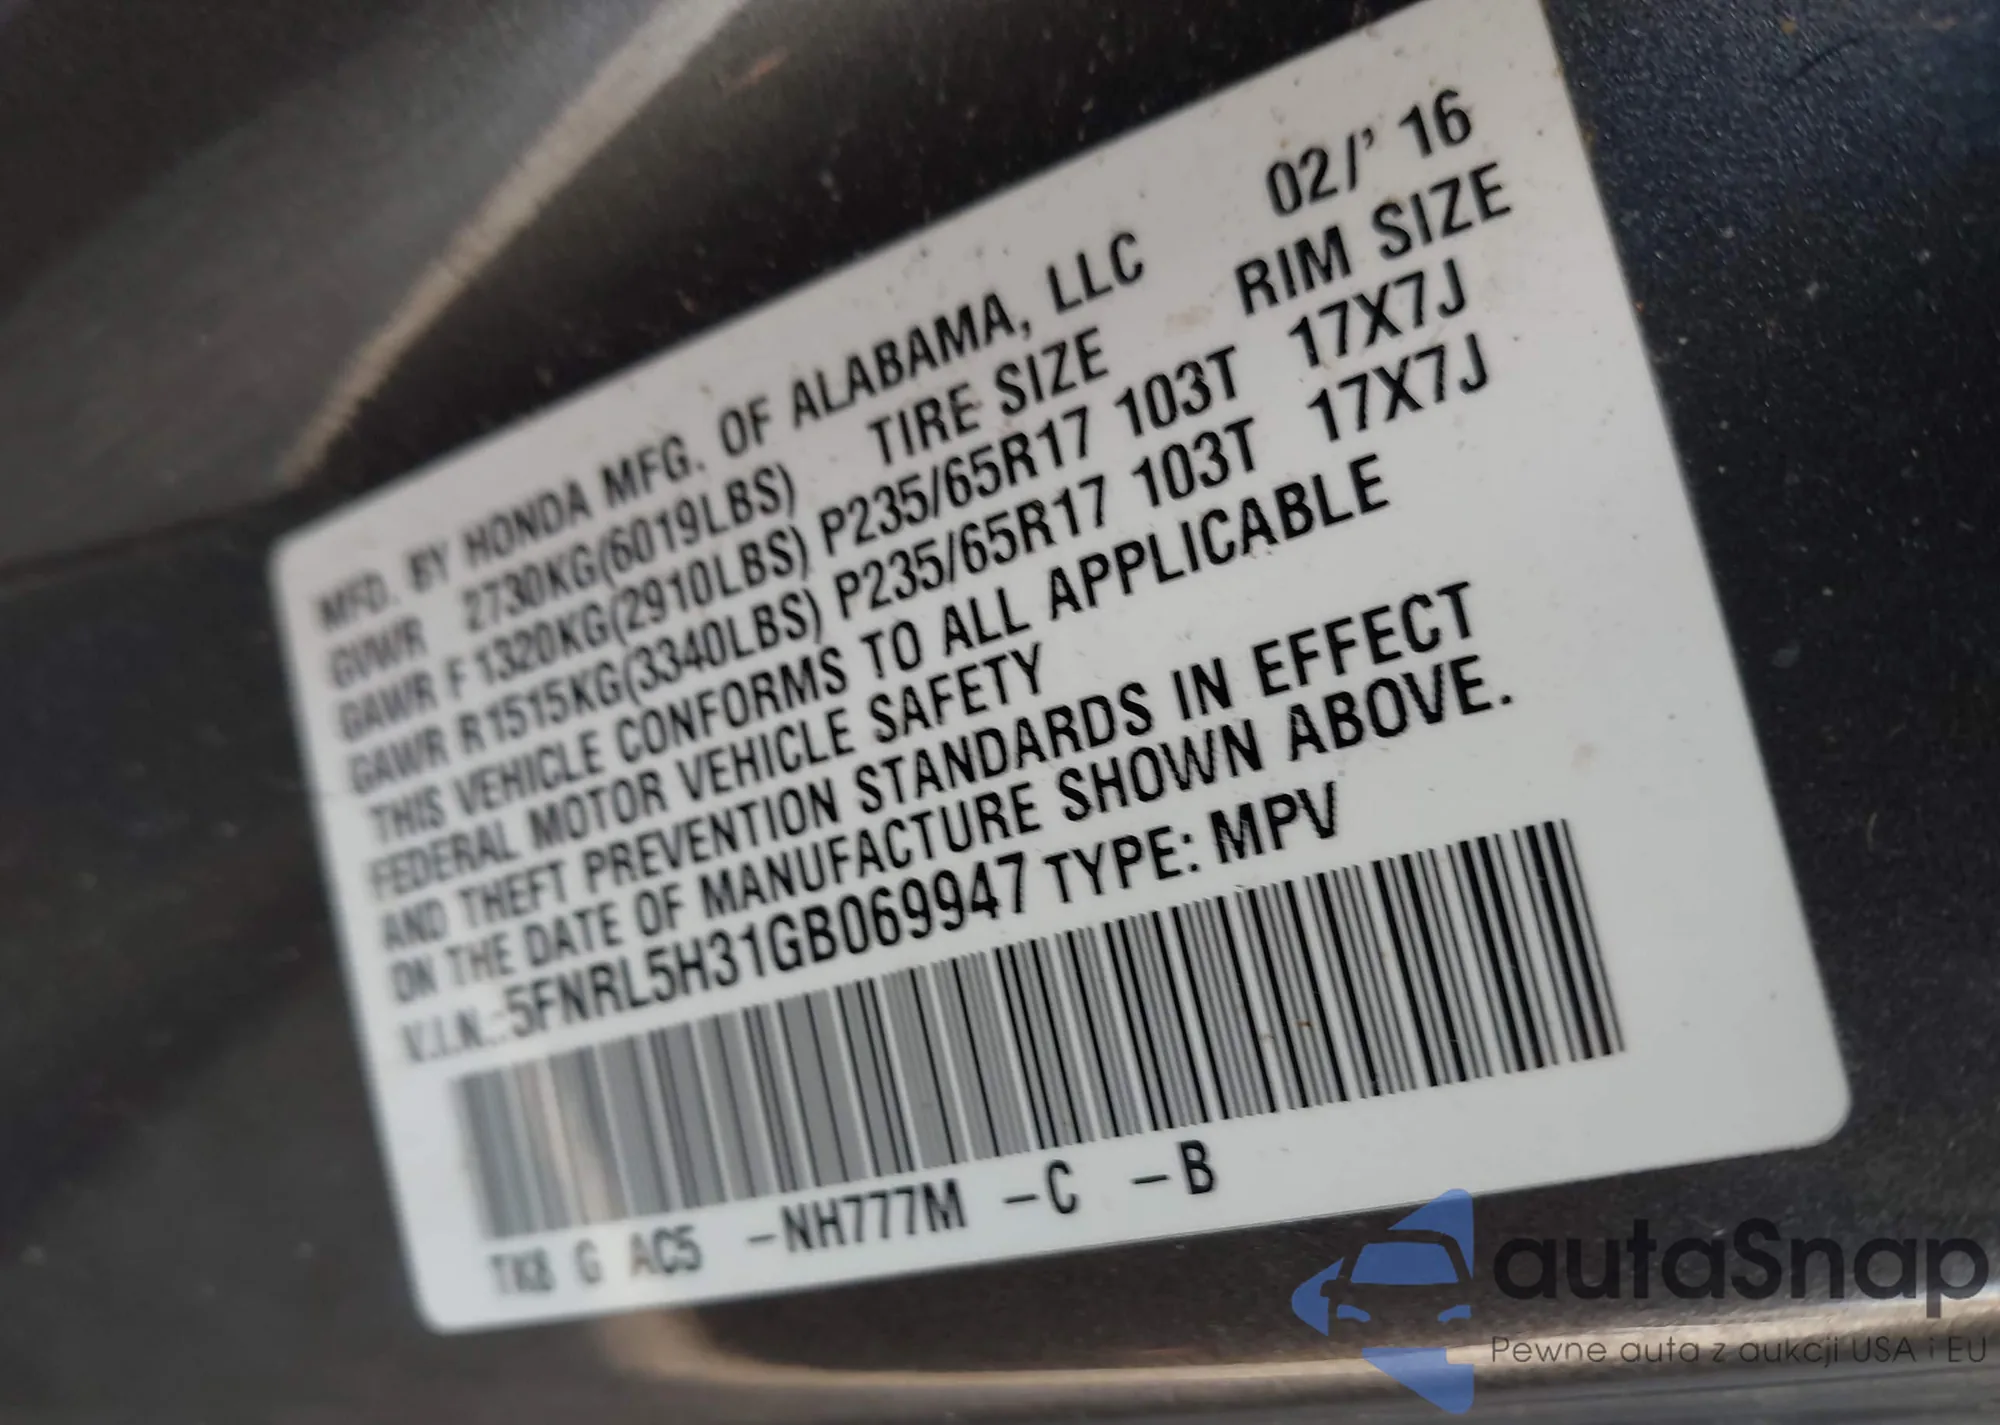 MFD. BY HONDA MFG. OF ALABAMA, LLC 02/' 16
GVWR 2730KG(6019LBS) TIRE SIZE RIM SIZE
GAWR F 1320KG(2910LBS) P235/65R17 103T 17X7J
GAWR R1515KG(3340LBS) P235/65R17 103T 17X7J
THIS VEHICLE CONFORMS TO ALL APPLICABLE
FEDERAL MOTOR VEHICLE SAFETY
AND THEFT PREVENTION STANDARDS IN EFFECT
ON THE DATE OF MANUFACTURE SHOWN ABOVE.
V.I.N.:5FNRL5H31GB069947 TYPE: MPV
TK8 G AC5 –NH777M –C –B
autaSnap
Pewne auta z aukcji USA i EU